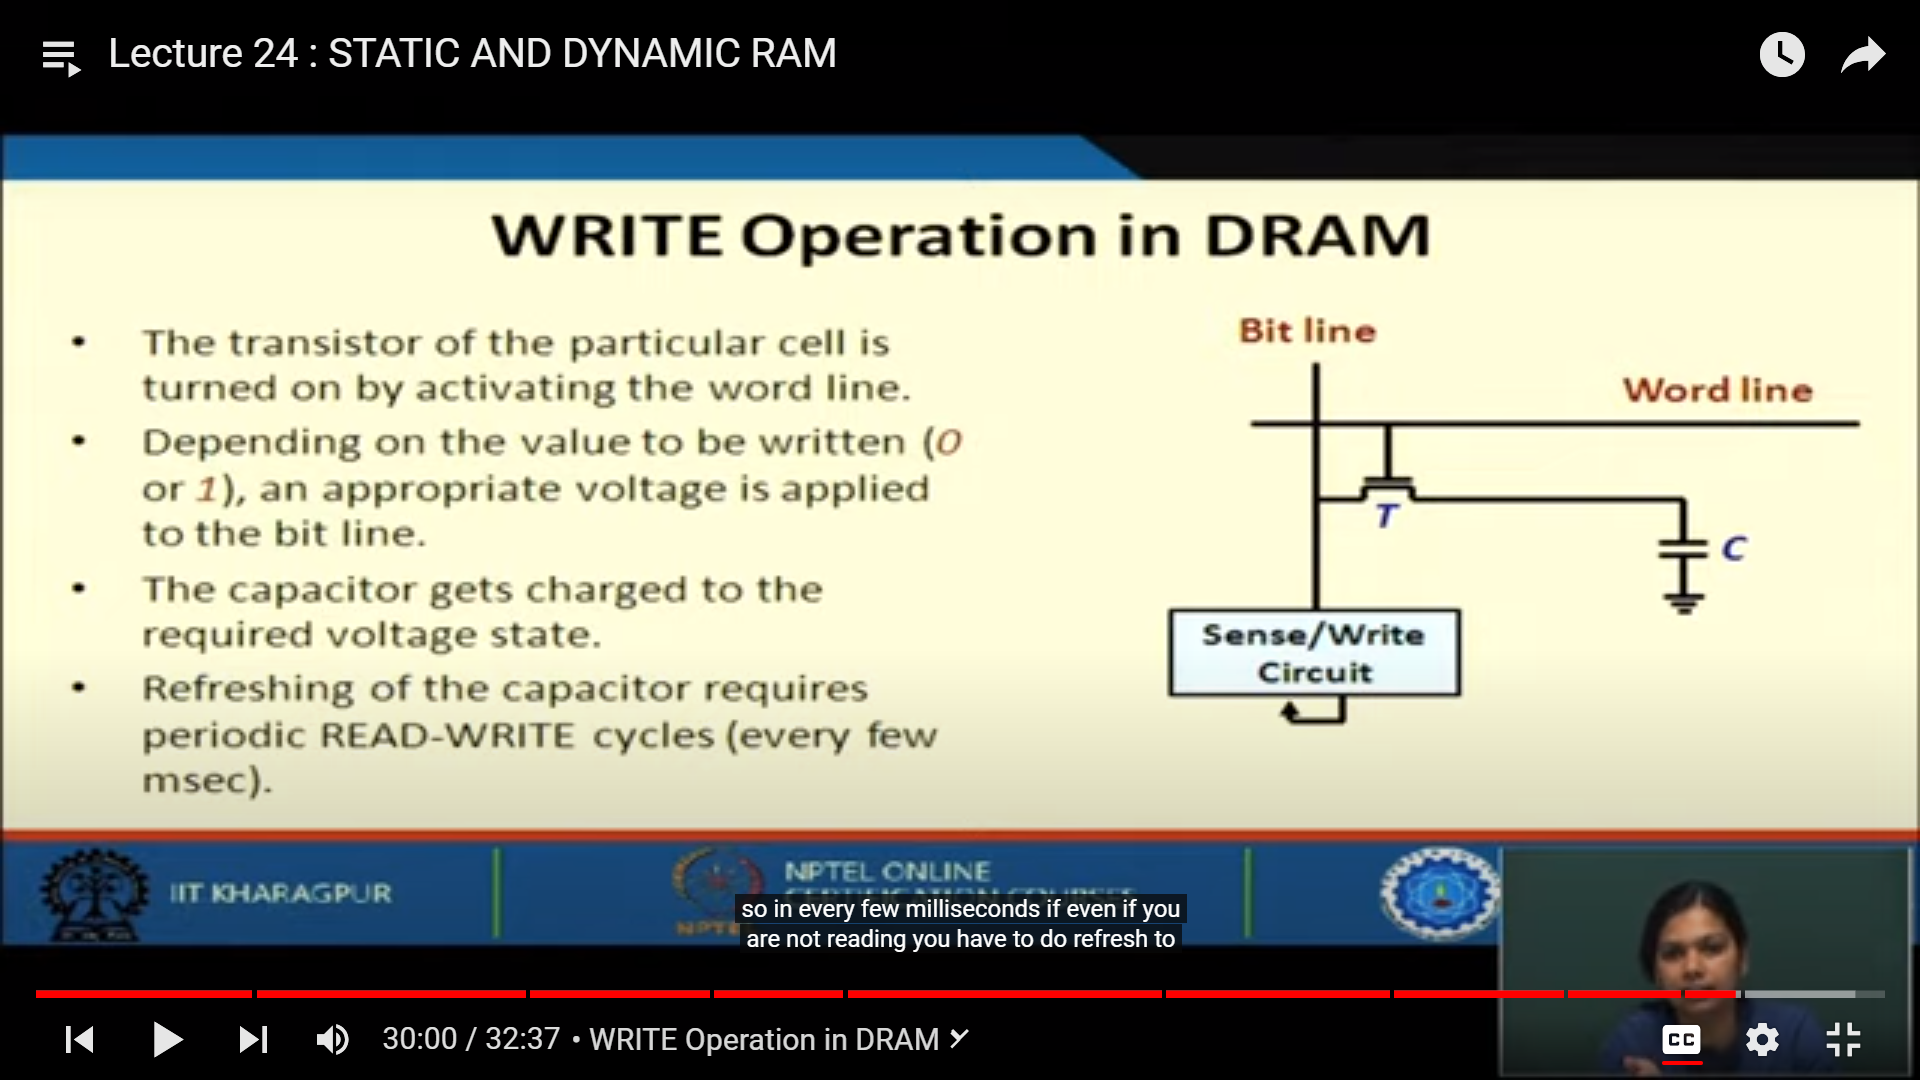 Lecture 24 : STATIC AND DYNAMIC RAM
WRITE Operation in DRAM
• The transistor of the particular cell is
turned on by activating the word line.
• Depending on the value to be written (0
or 1), an appropriate voltage is applied
to the bit line.
• The capacitor gets charged to the
required voltage state.
• Refreshing of the capacitor requires
periodic READ-WRITE cycles (every few
msec).
Bit line
Word line
T
C
Sense/Write
Circuit
IIT KHARAGPUR
NPTEL ONLINE
CERTIFICATION COURSES
NPTEL
so in every few milliseconds if even if you
are not reading you have to do refresh to
30:00 / 32:37 • WRITE Operation in DRAM
CC